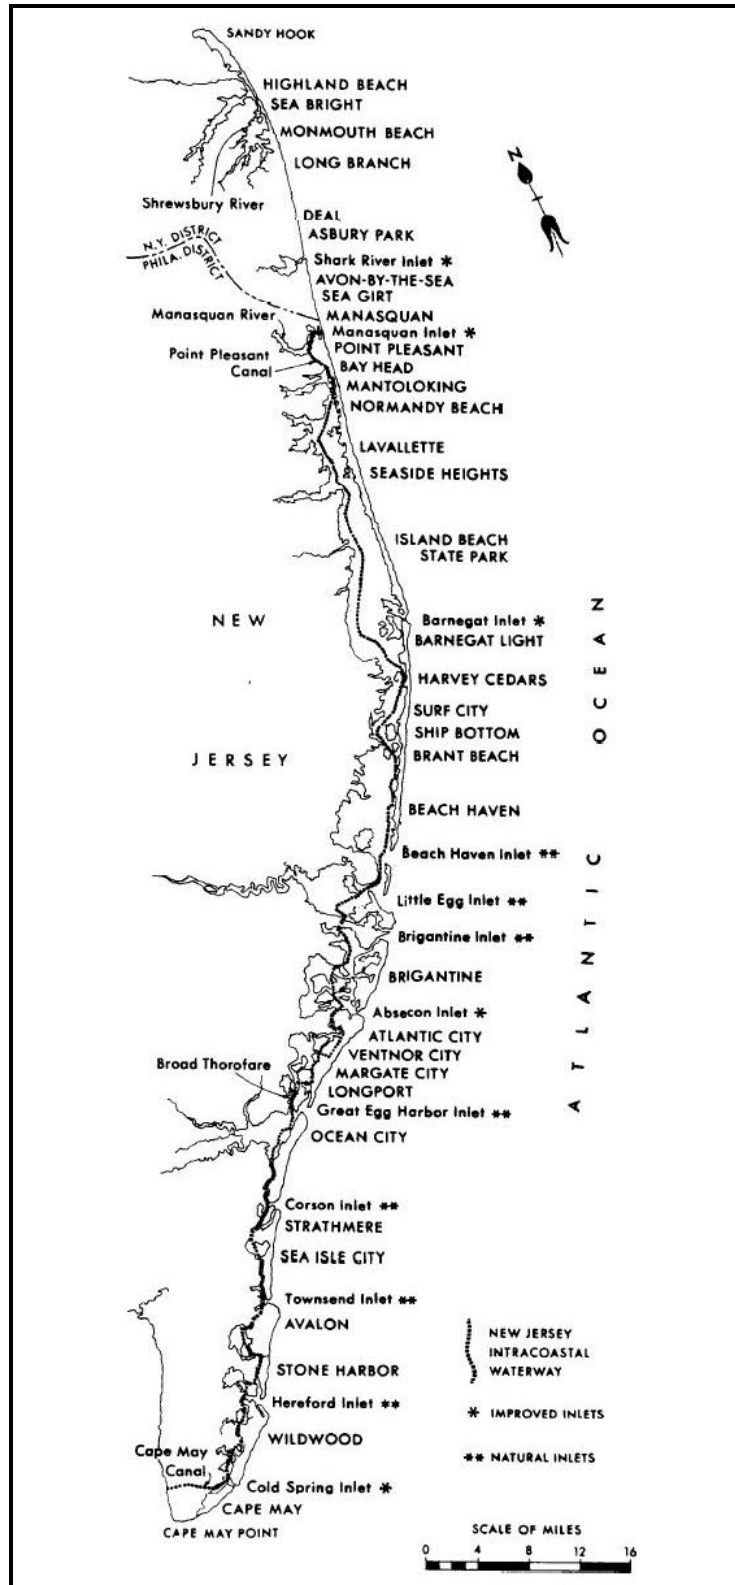 SANDY HOOK
HIGHLAND BEACH
SEA BRIGHT
MONMOUTH BEACH
LONG BRANCH
Shrewsbury River
N
DEAL
ASBURY PARK
N.Y. DISTRICT
PHILA. DISTRICT
Shark River Inlet *
AVON-BY-THE-SEA
SEA GIRT
MANASQUAN
Manasquan River
Manasquan Inlet *
POINT PLEASANT
Point Pleasant
Canal
BAY HEAD
MANTOLOKING
NORMANDY BEACH
LAVALLETTE
SEASIDE HEIGHTS
ISLAND BEACH
STATE PARK
NEW
JERSEY
Barnegat Inlet *
BARNEGAT LIGHT
HARVEY CEDARS
SURF CITY
SHIP BOTTOM
BRANT BEACH
BEACH HAVEN
ATLANTIC OCEAN
Beach Haven Inlet **
Little Egg Inlet **
Brigantine Inlet **
BRIGANTINE
Absecon Inlet *
ATLANTIC CITY
VENTNOR CITY
Broad Thorofare
MARGATE CITY
LONGPORT
Great Egg Harbor Inlet **
OCEAN CITY
Corson Inlet **
STRATHMERE
SEA ISLE CITY
Townsend Inlet **
AVALON
STONE HARBOR
Hereford Inlet **
WILDWOOD
Cape May
Canal
Cold Spring Inlet *
CAPE MAY
CAPE MAY POINT
NEW JERSEY
INTRACOASTAL
WATERWAY
* IMPROVED INLETS
** NATURAL INLETS
SCALE OF MILES
0 4 8 12 16